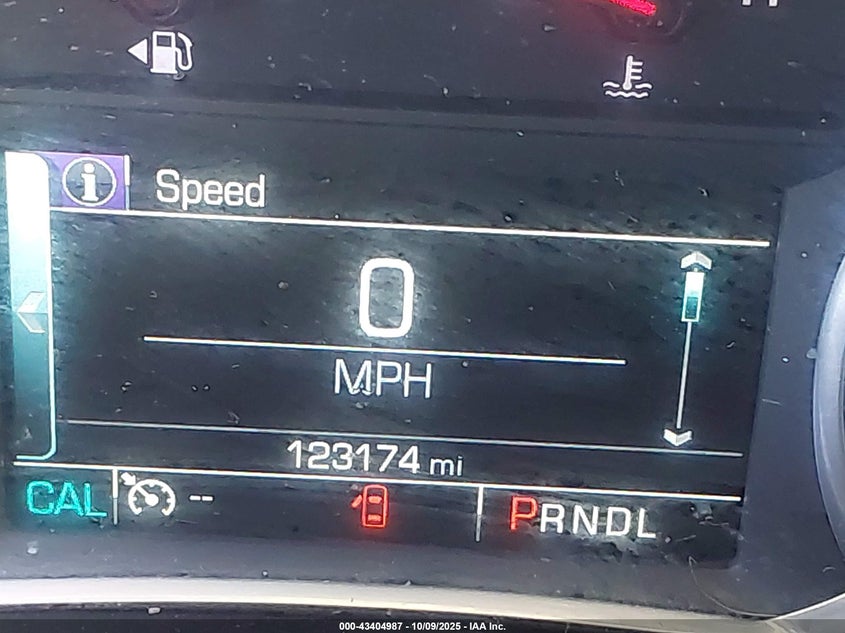 Speed
0
MPH
123174 mi
CAL -- PRNDL
000-43404987 - 10/09/2025 - IAA Inc.